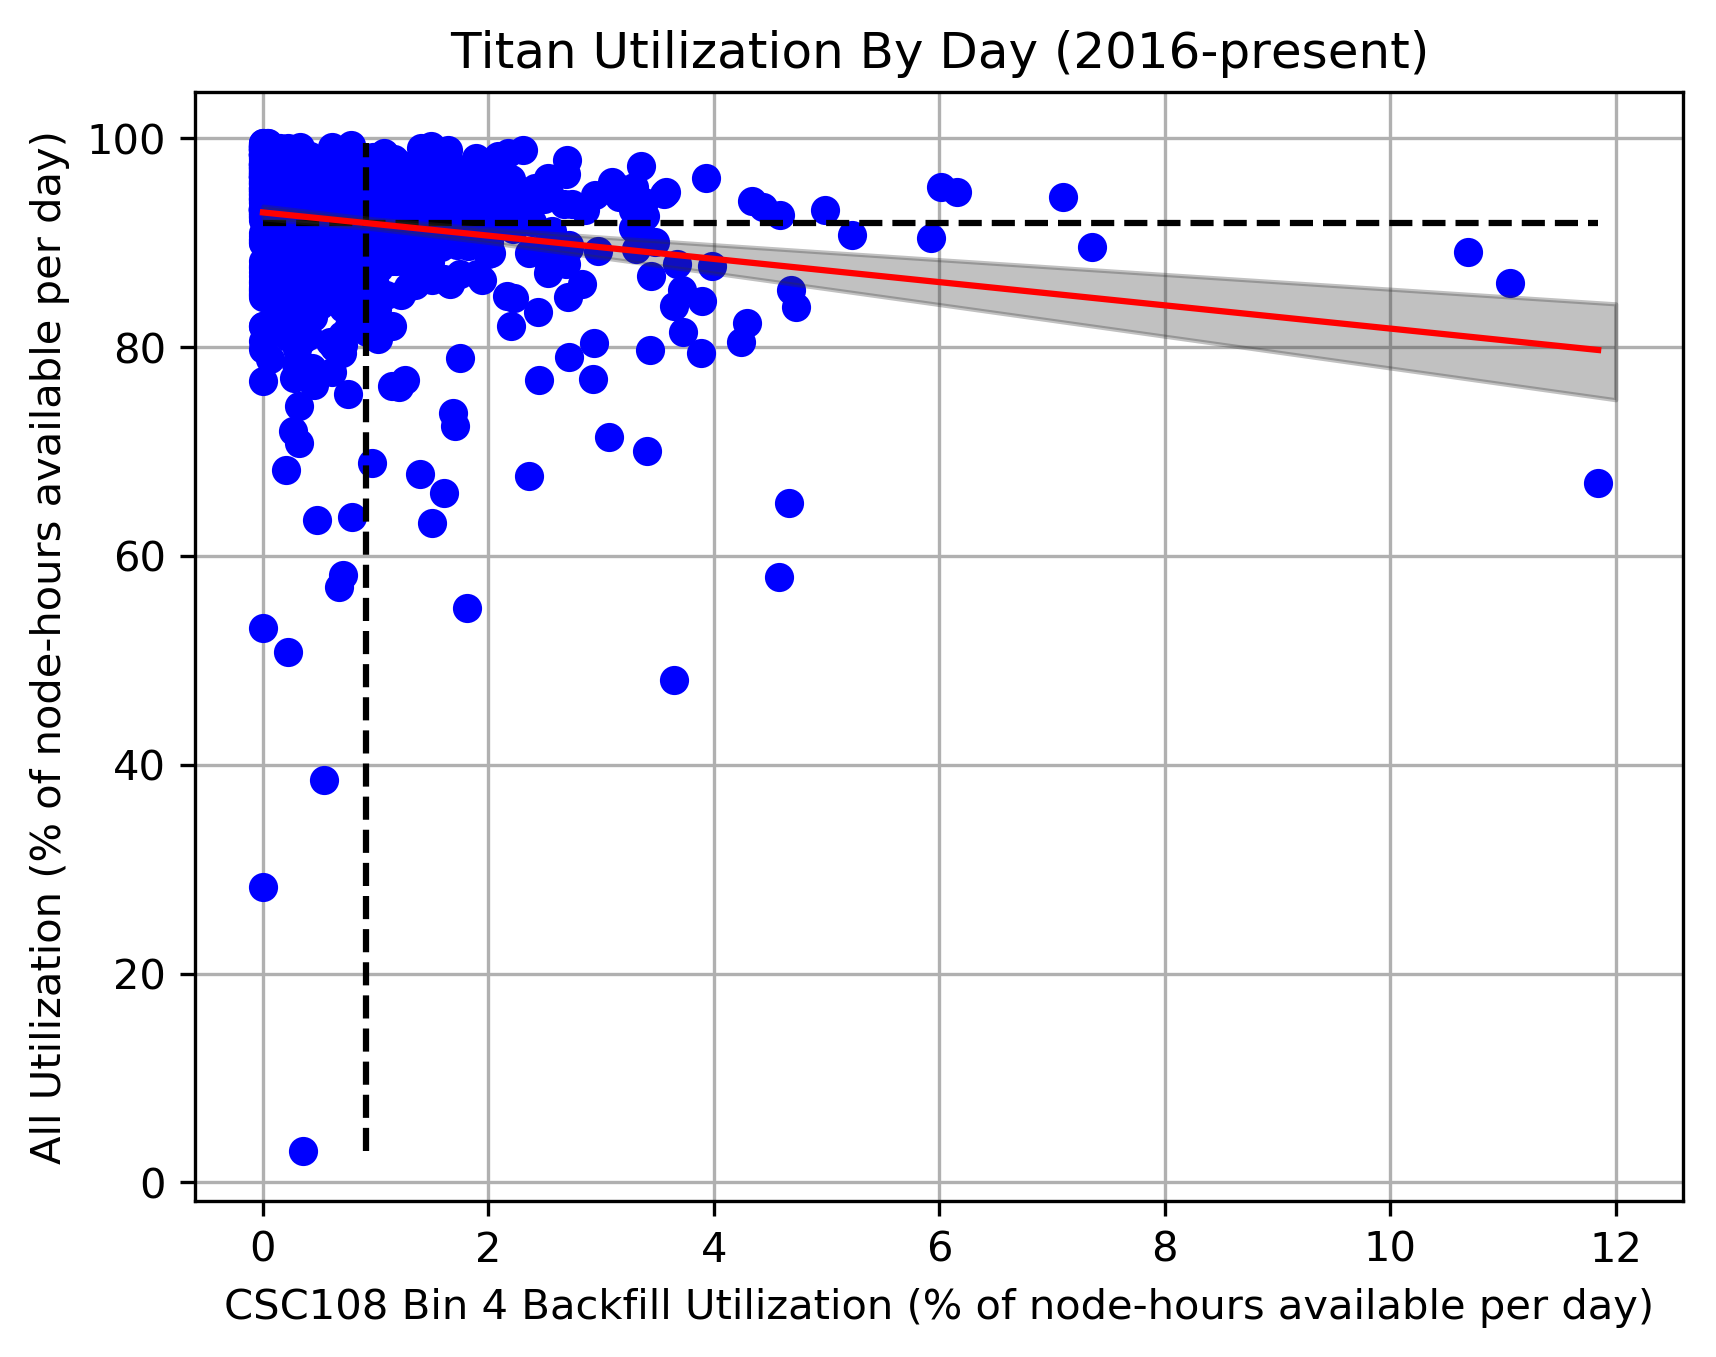 Titan Utilization By Day (2016-present)
All Utilization (% of node-hours available per day)
100
80
60
40
20
0
0 2 4 6 8 10 12
CSC108 Bin 4 Backfill Utilization (% of node-hours available per day)